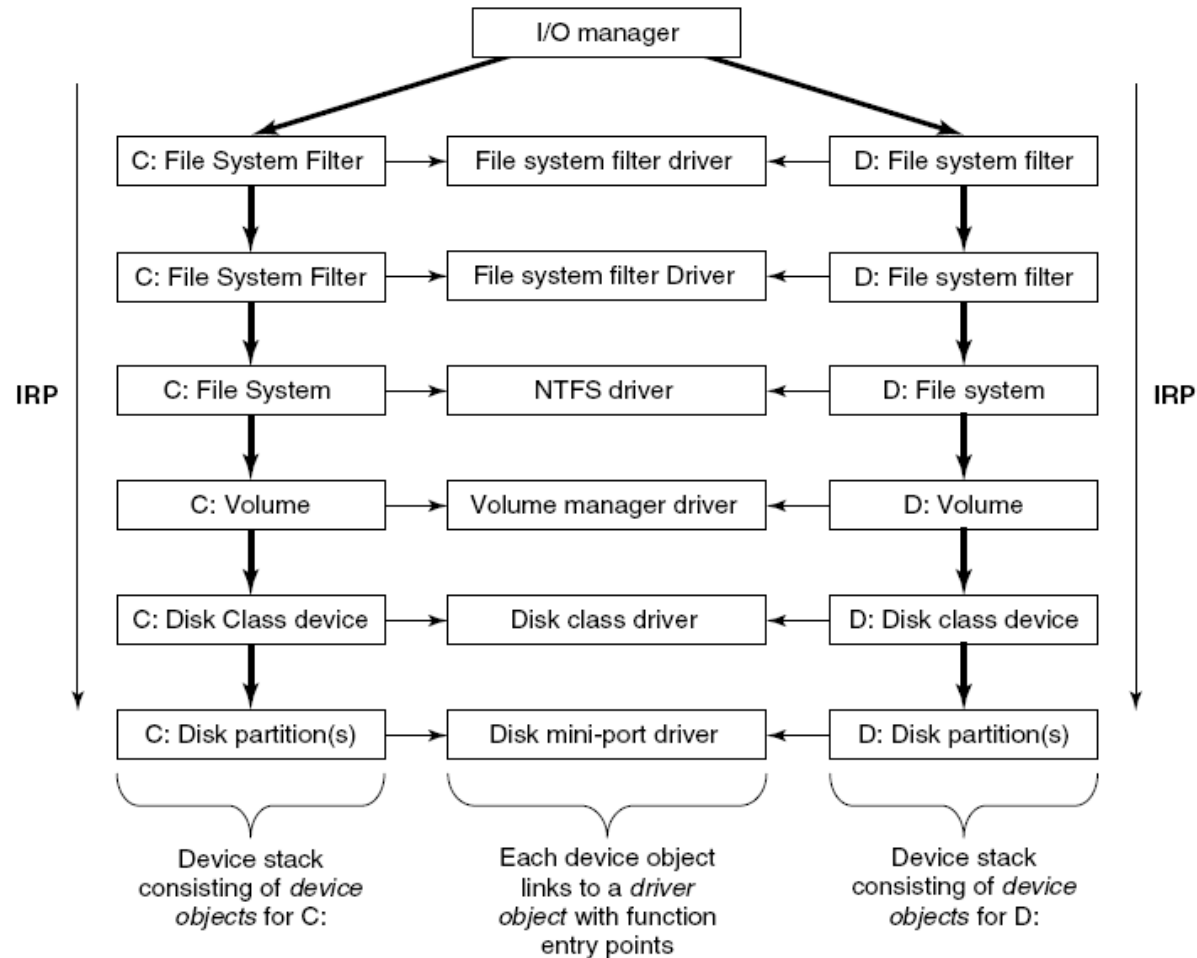 I/O manager
C: File System Filter
File system filter driver
D: File system filter
C: File System Filter
File system filter Driver
D: File system filter
IRP
C: File System
NTFS driver
D: File system
IRP
C: Volume
Volume manager driver
D: Volume
C: Disk Class device
Disk class driver
D: Disk class device
C: Disk partition(s)
Disk mini-port driver
D: Disk partition(s)
Device stack
consisting of device
objects for C:
Each device object
links to a driver
object with function
entry points
Device stack
consisting of device
objects for D: